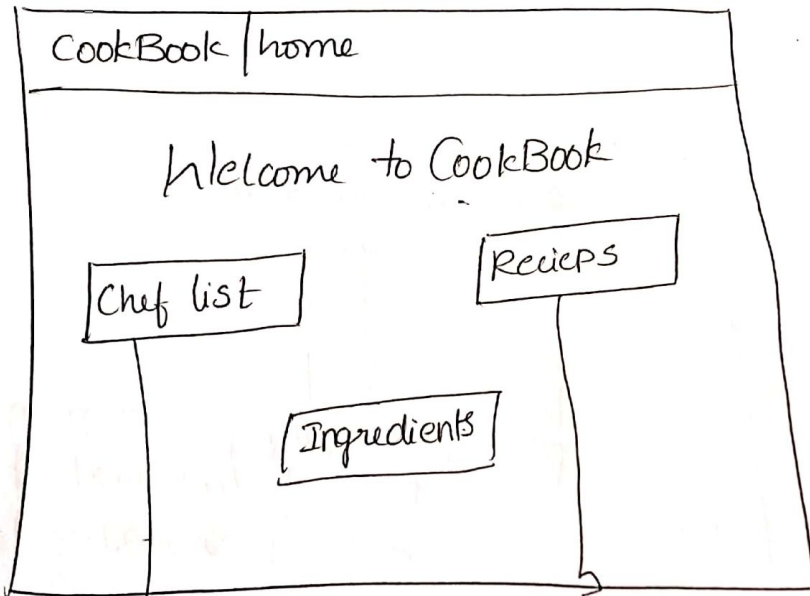 CookBook | home
Welcome to CookBook
Chef list
Recieps
Ingredients